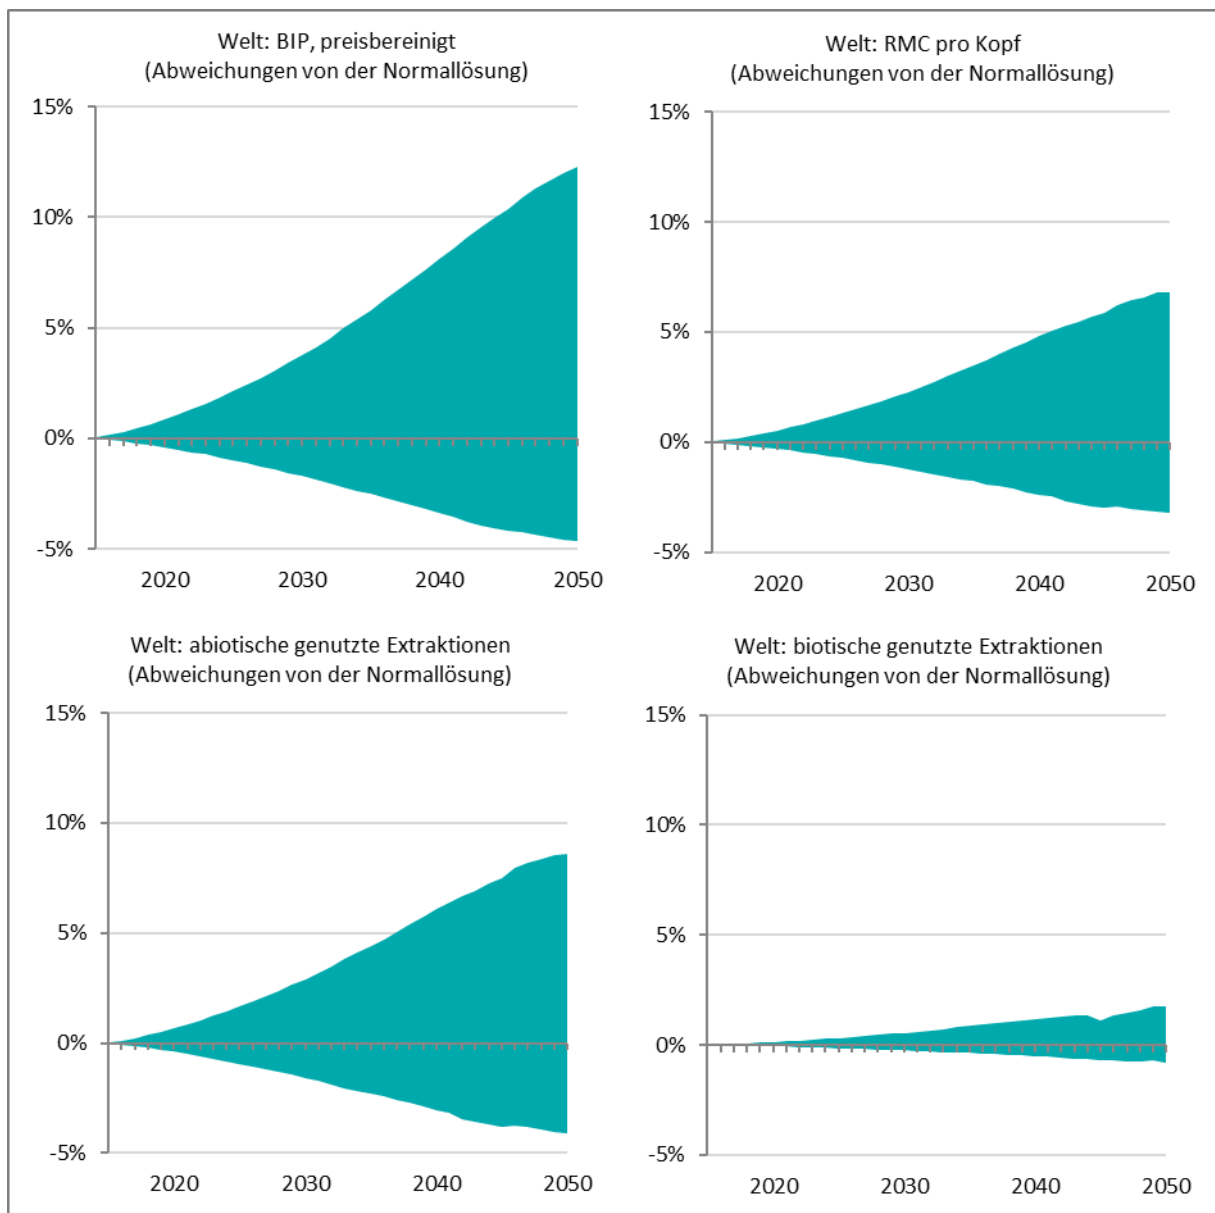 Welt: BIP, preisbereinigt
(Abweichungen von der Normallösung)
15%
10%
5%
0%
-5%
2020 2030 2040 2050
Welt: RMC pro Kopf
(Abweichungen von der Normallösung)
15%
10%
5%
0%
-5%
2020 2030 2040 2050
Welt: abiotische genutzte Extraktionen
(Abweichungen von der Normallösung)
15%
10%
5%
0%
-5%
2020 2030 2040 2050
Welt: biotische genutzte Extraktionen
(Abweichungen von der Normallösung)
15%
10%
5%
0%
-5%
2020 2030 2040 2050